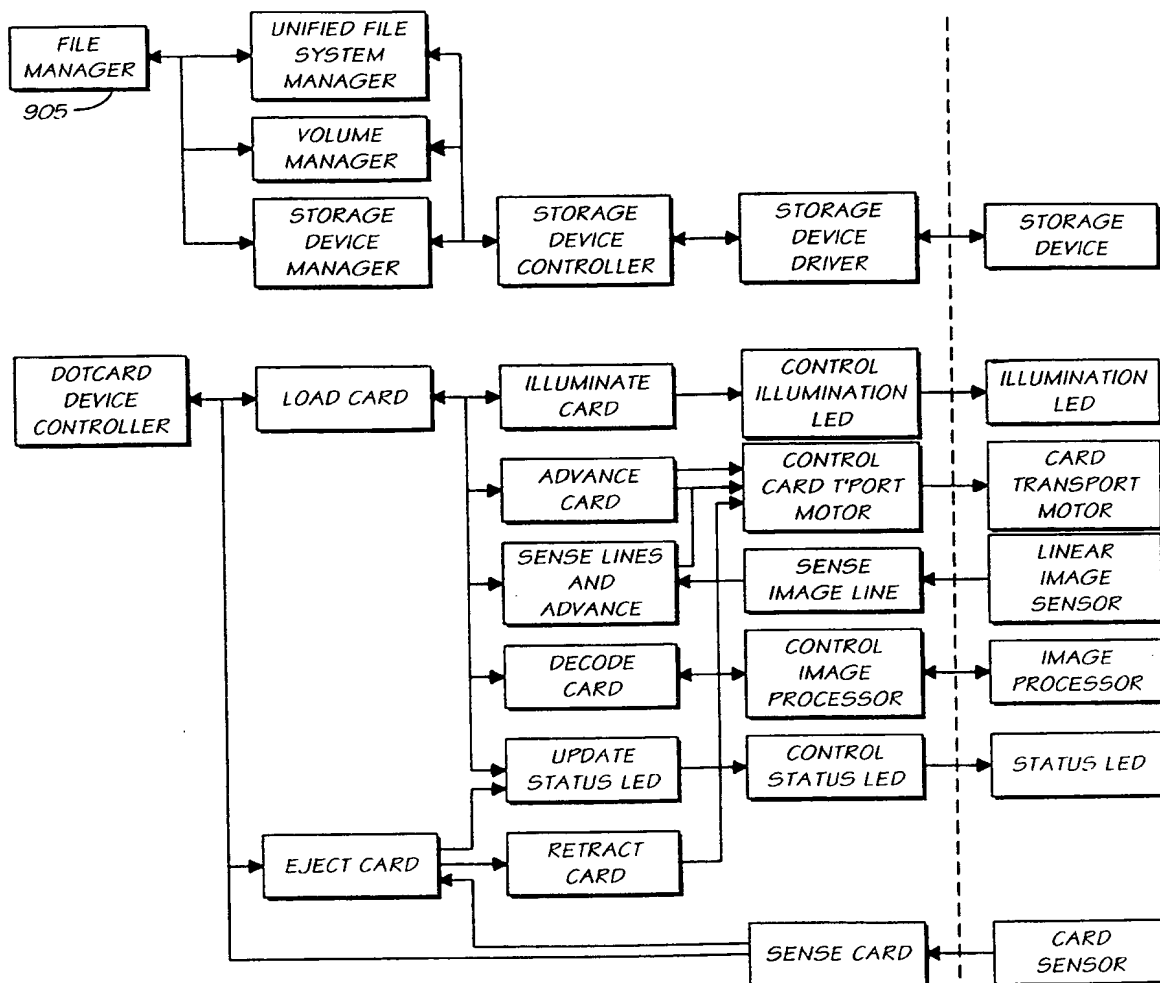 FILE
MANAGER
905
UNIFIED FILE
SYSTEM
MANAGER
VOLUME
MANAGER
STORAGE
DEVICE
MANAGER
STORAGE
DEVICE
CONTROLLER
STORAGE
DEVICE
DRIVER
STORAGE
DEVICE
DOTCARD
DEVICE
CONTROLLER
LOAD CARD
ILLUMINATE
CARD
CONTROL
ILLUMINATION
LED
ILLUMINATION
LED
ADVANCE
CARD
CONTROL
CARD T'PORT
MOTOR
CARD
TRANSPORT
MOTOR
SENSE LINES
AND
ADVANCE
SENSE
IMAGE LINE
LINEAR
IMAGE
SENSOR
DECODE
CARD
CONTROL
IMAGE
PROCESSOR
IMAGE
PROCESSOR
UPDATE
STATUS LED
CONTROL
STATUS LED
STATUS LED
EJECT CARD
RETRACT
CARD
SENSE CARD
CARD
SENSOR